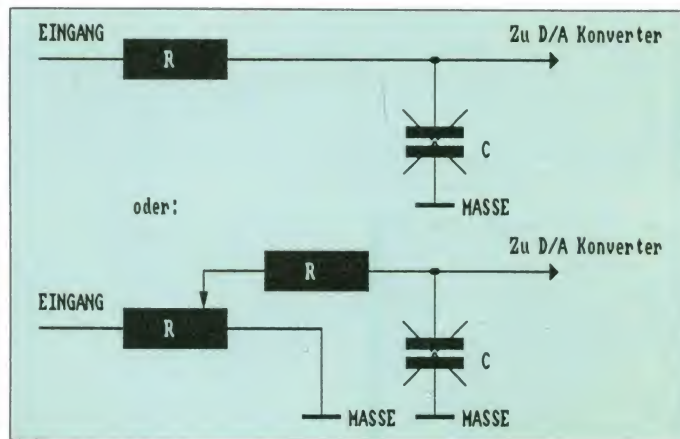 EINGANG
R
Zu D/A Konverter
C
MASSE
oder:
Zu D/A Konverter
R
EINGANG
R
C
MASSE
MASSE